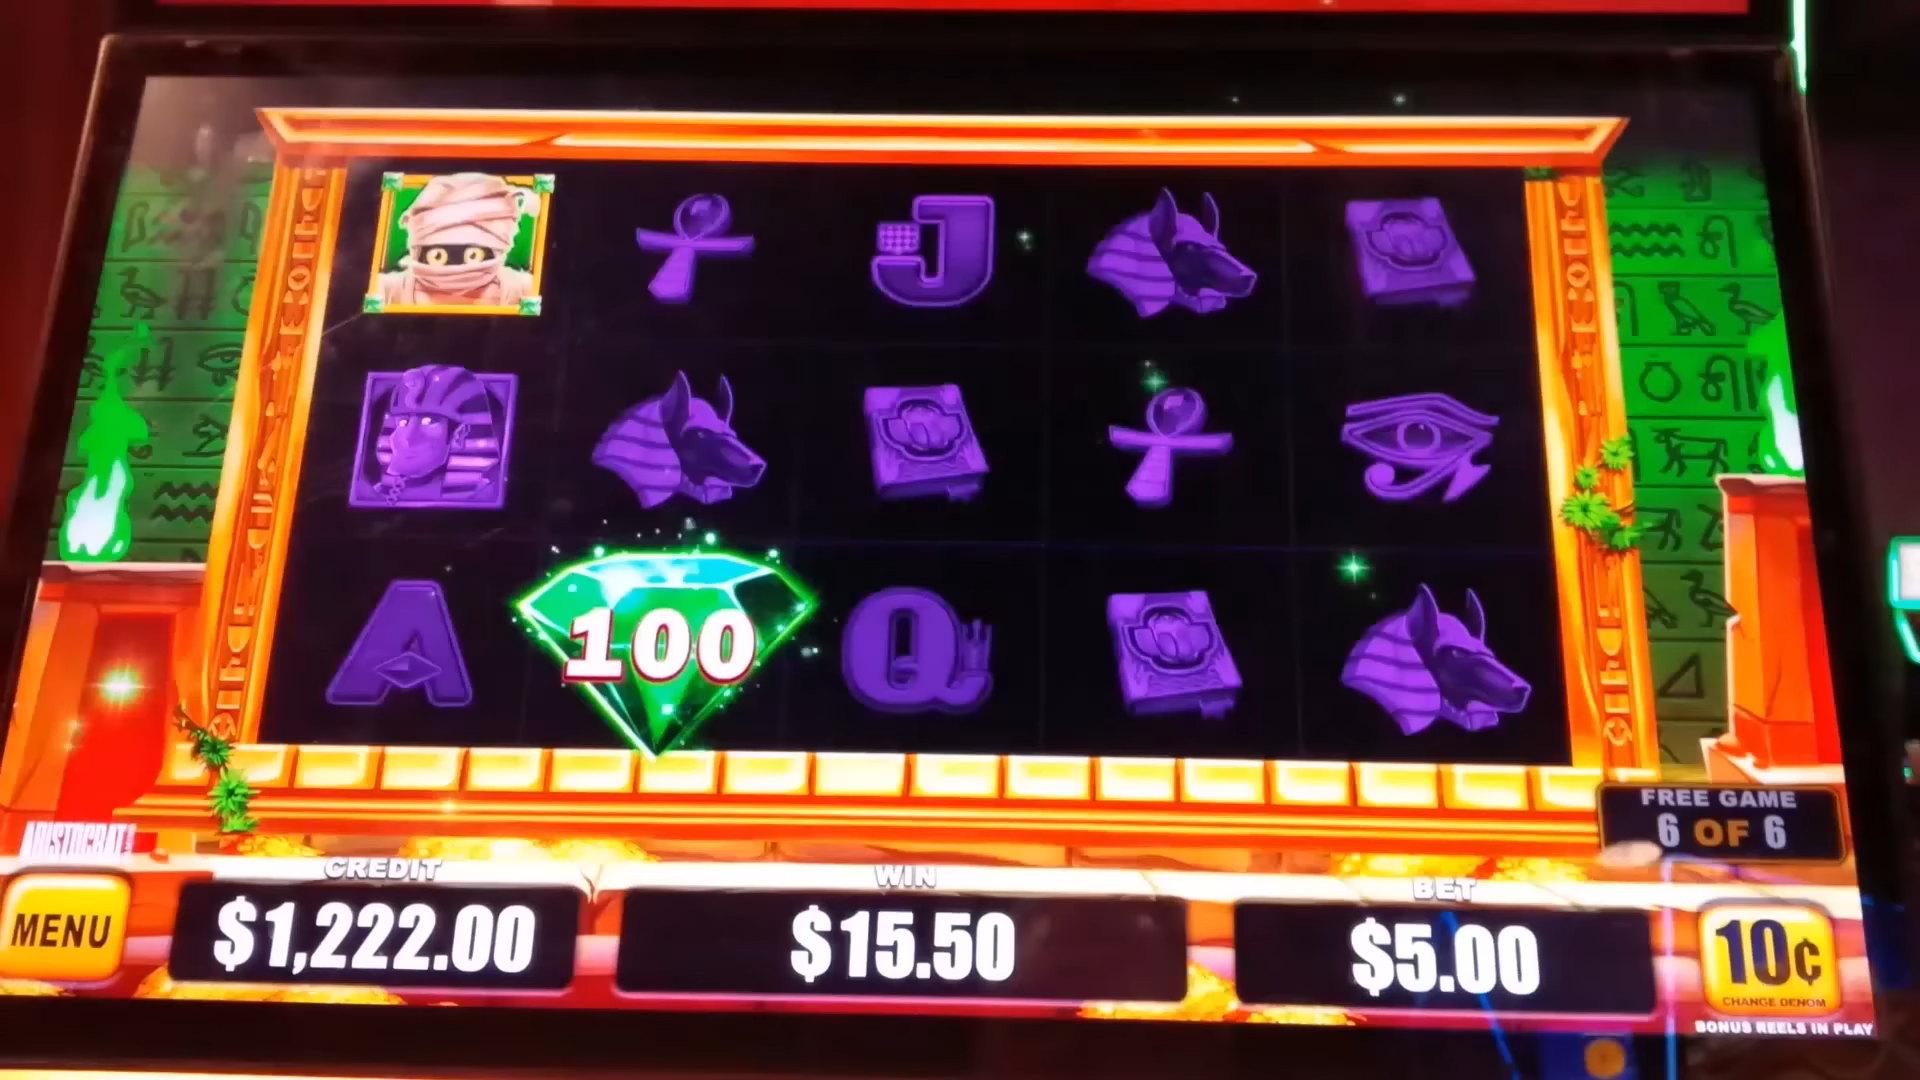 J
A
100
Q
FREE GAME
6 OF 6
ARISTOCRAT
CREDIT
WIN
BET
MENU
$1,222.00
$15.50
$5.00
10¢
CHANGE DENOM
BONUS REELS IN PLAY